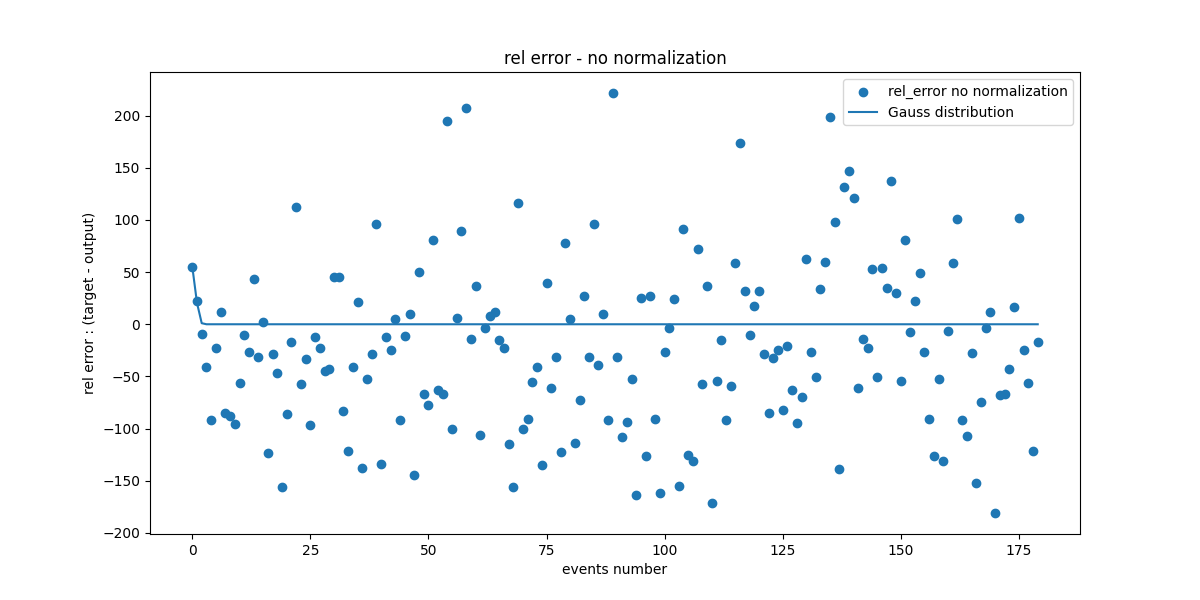 rel error - no normalization
rel_error no normalization
Gauss distribution
rel error : (target - output)
200
150
100
50
0
−50
−100
−150
−200
0 25 50 75 100 125 150 175
events number